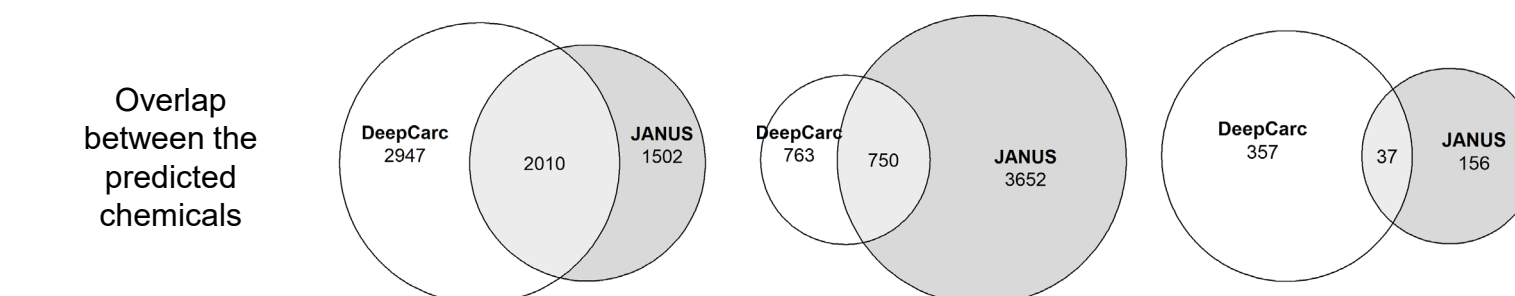 Overlap
between the
predicted
chemicals
DeepCarc
2947
2010
JANUS
1502
DeepCarc
763
750
JANUS
3652
DeepCarc
357
37
JANUS
156